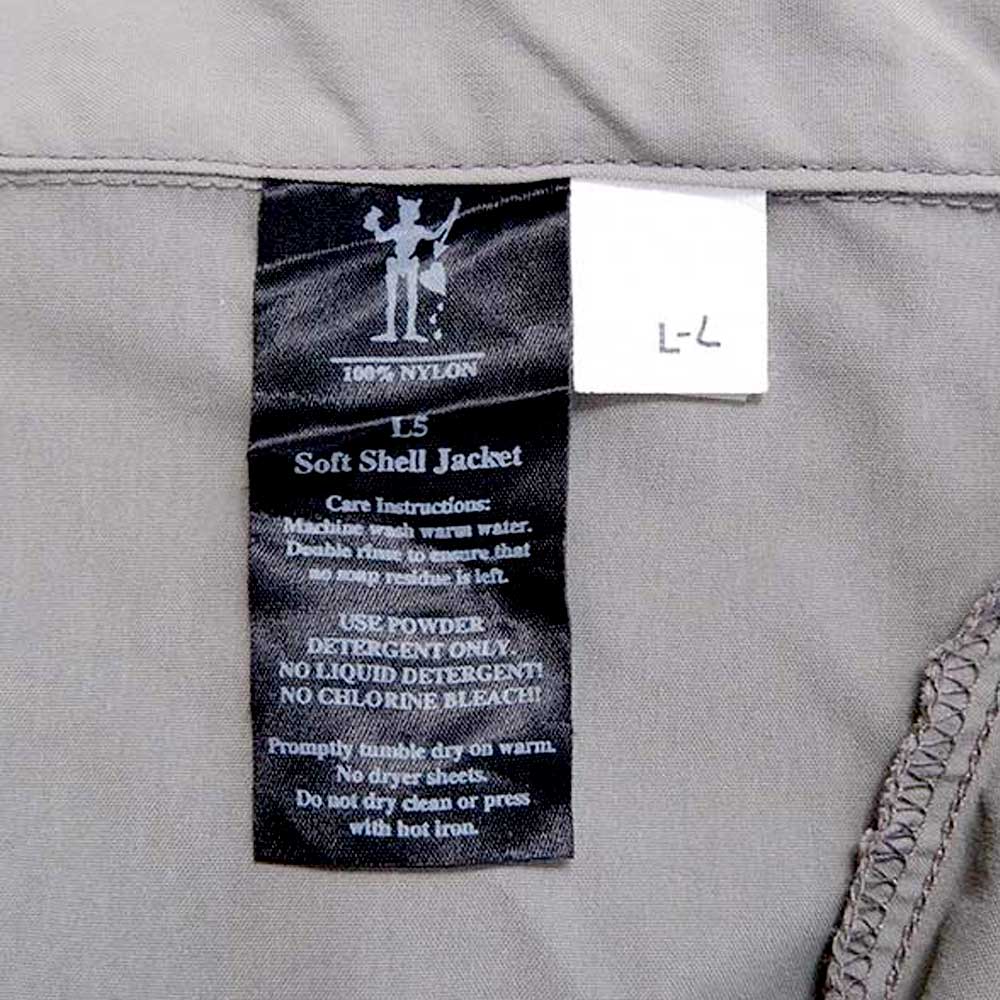 100% NYLON
L5
Soft Shell Jacket
Care Instructions:
Machine wash warm water.
Double rinse to ensure that
no soap residue is left.
USE POWDER
DETERGENT ONLY
NO LIQUID DETERGENT!
NO CHLORINE BLEACH!
Promptly tumble dry on warm.
No dryer sheets.
Do not dry clean or press
with hot iron.
L-L